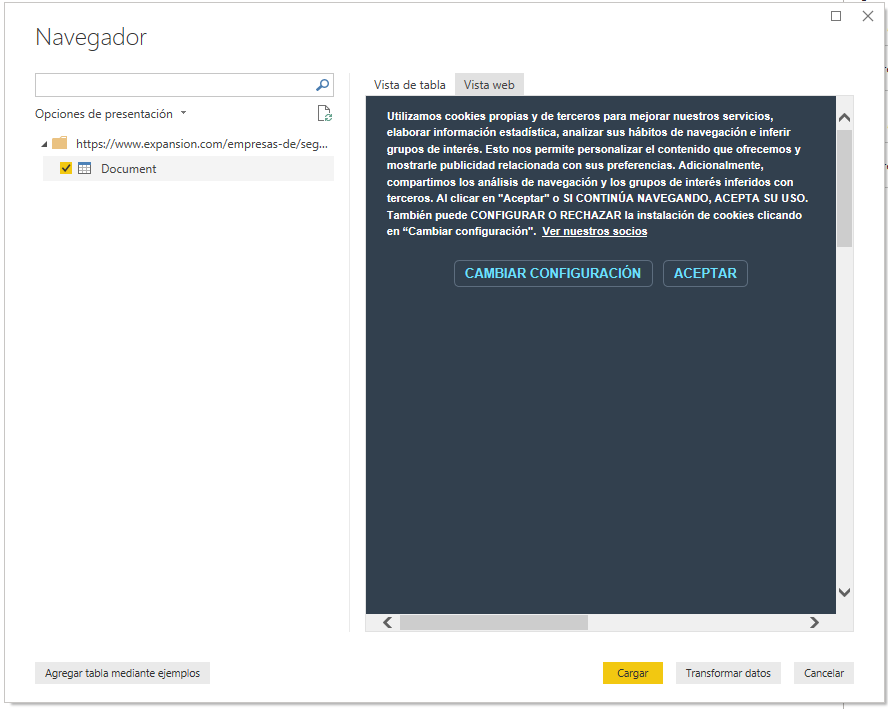 Navegador
Opciones de presentación
https://www.expansion.com/empresas-de/seg...
Document
Vista de tabla
Vista web
Utilizamos cookies propias y de terceros para mejorar nuestros servicios,
elaborar información estadística, analizar sus hábitos de navegación e inferir
grupos de interés. Esto nos permite personalizar el contenido que ofrecemos y
mostrarle publicidad relacionada con sus preferencias. Adicionalmente,
compartimos los análisis de navegación y los grupos de interés inferidos con
terceros. Al clicar en "Aceptar" o SI CONTINÚA NAVEGANDO, ACEPTA SU USO.
También puede CONFIGURAR O RECHAZAR la instalación de cookies clicando
en “Cambiar configuración". Ver nuestros socios
CAMBIAR CONFIGURACIÓN
ACEPTAR
Agregar tabla mediante ejemplos
Cargar
Transformar datos
Cancelar